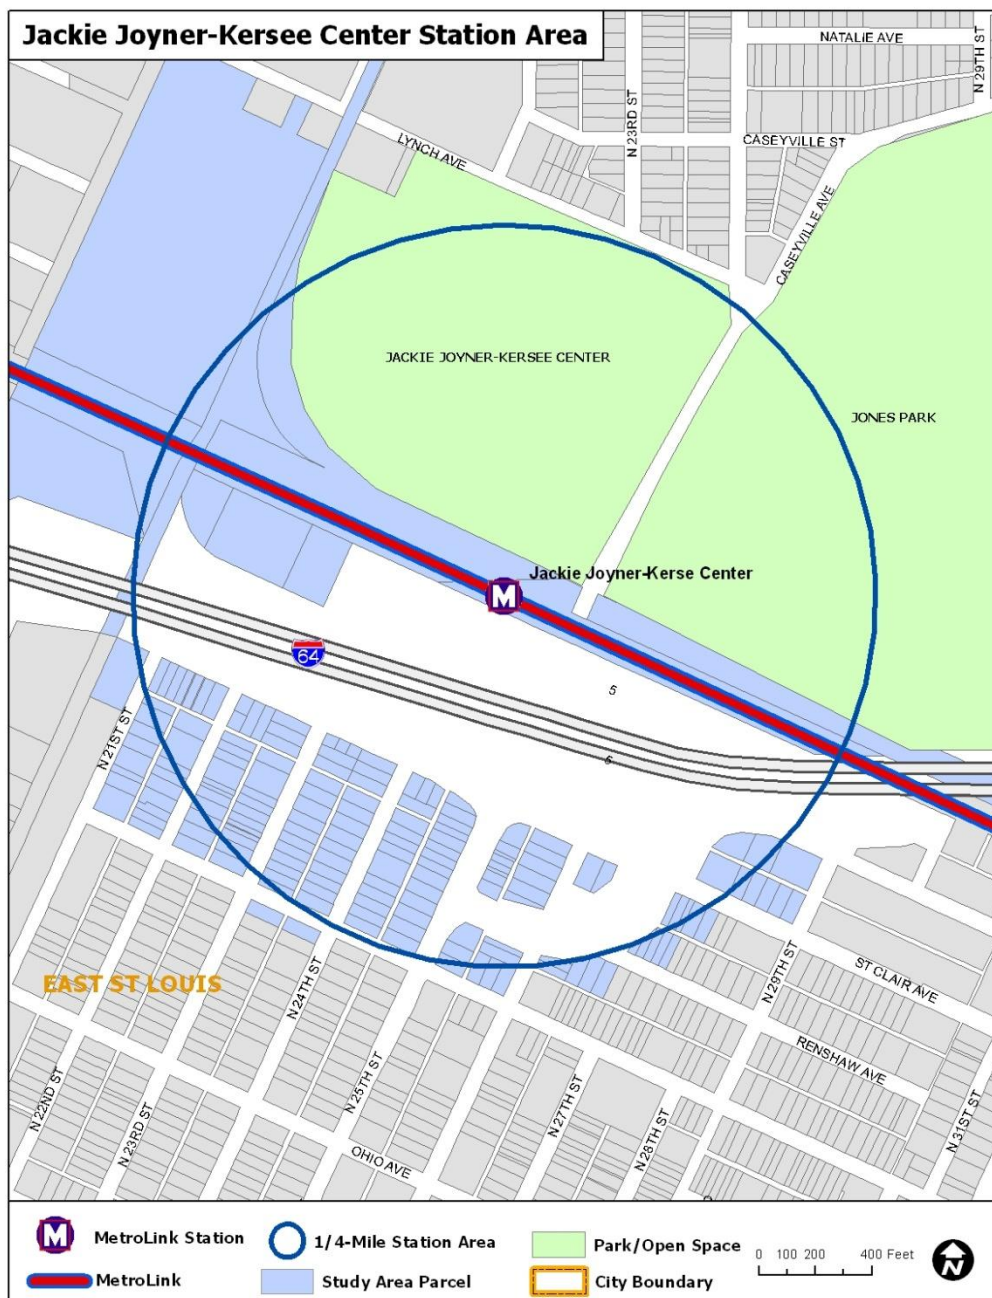 Jackie Joyner-Kersee Center Station Area
NATALIE AVE
N 29TH ST
N 23RD ST
CASEYVILLE ST
LYNCH AVE
CASEYVILLE AVE
JACKIE JOYNER-KERSEE CENTER
JONES PARK
M
Jackie Joyner-Kerse Center
64
5
N 21ST ST
EAST ST LOUIS
N 24TH ST
N 29TH ST
ST CLAIR AVE
RENSHAW AVE
N 22ND ST
N 23RD ST
N 25TH ST
N 27TH ST
N 28TH ST
N 31ST ST
OHIO AVE
M MetroLink Station
1/4-Mile Station Area
Park/Open Space
0 100 200 400 Feet
N
MetroLink
Study Area Parcel
City Boundary